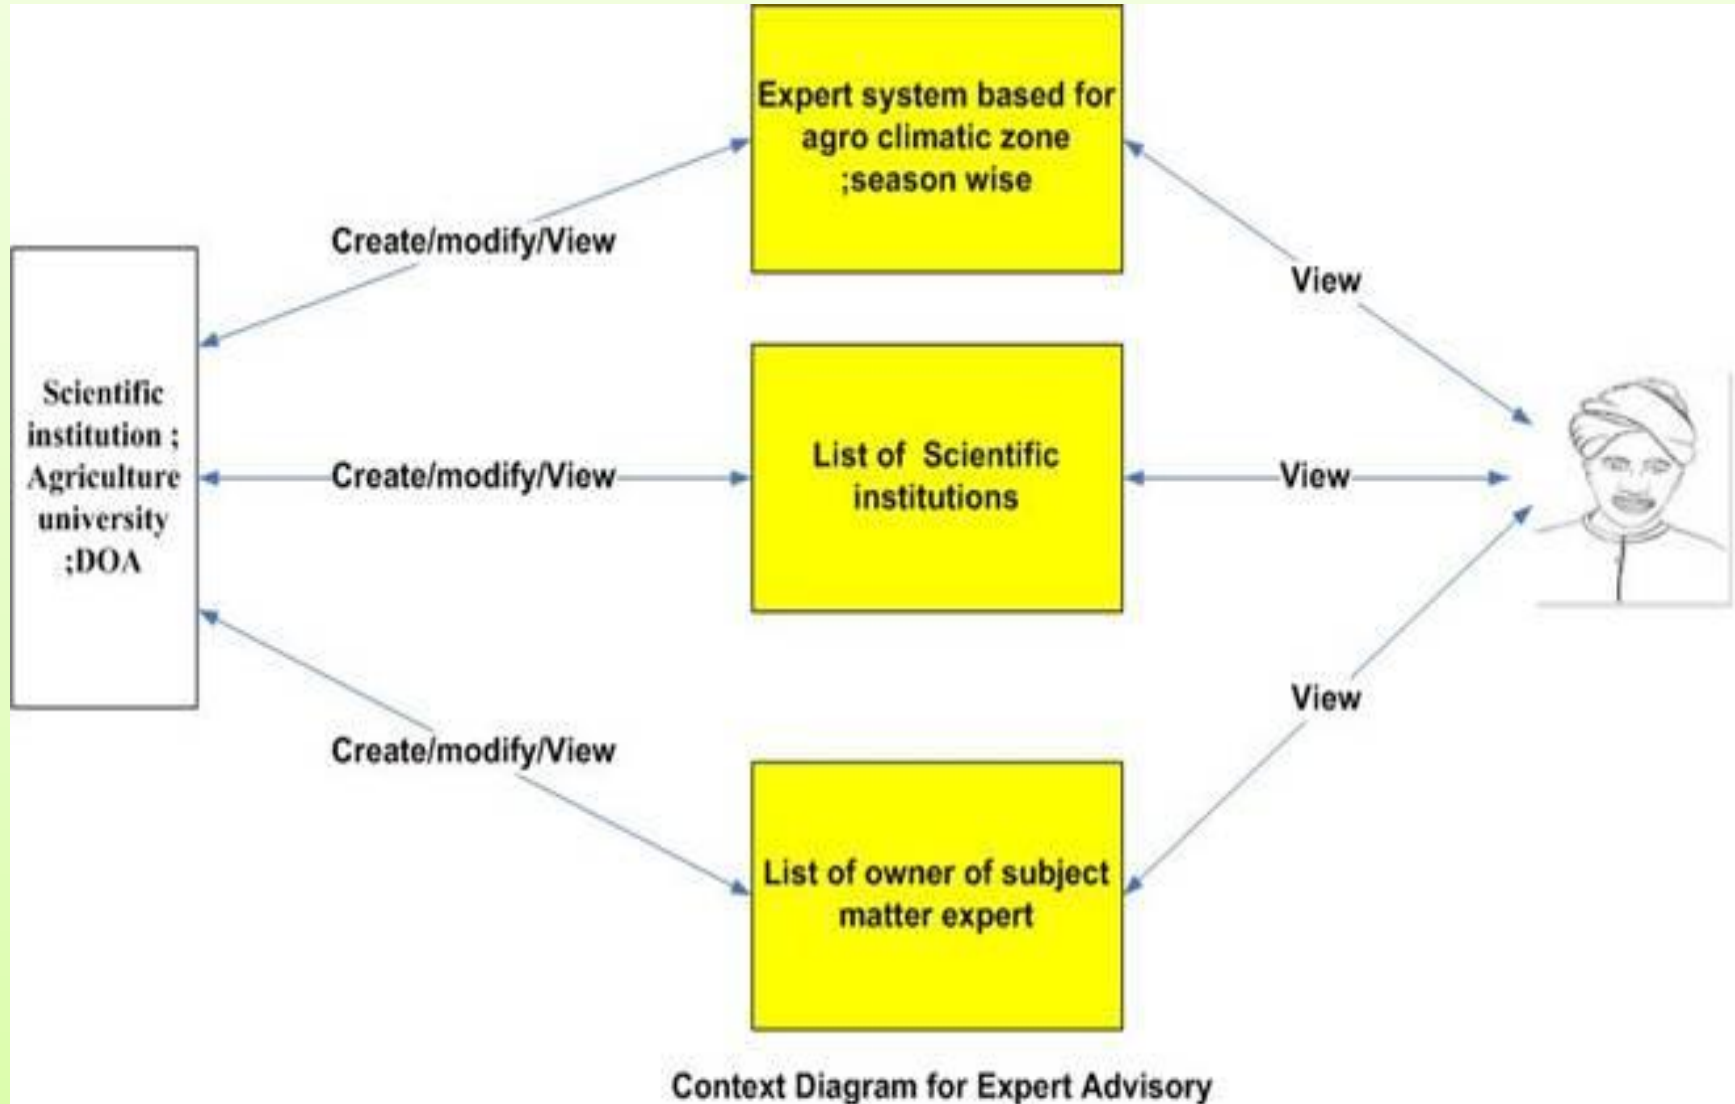 Expert system based for
agro climatic zone
;season wise
Create/modify/View
View
Scientific
institution ;
Agriculture
university
;DOA
Create/modify/View
List of Scientific
institutions
View
Create/modify/View
View
List of owner of subject
matter expert
Context Diagram for Expert Advisory